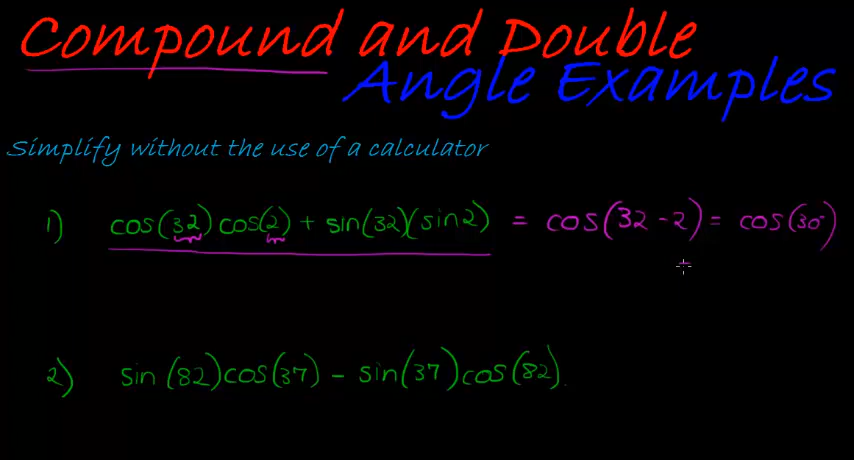 Compound and Double
Angle Examples
Simplify without the use of a calculator
1) cos(32)cos(2) + sin(32)(sin2) = cos(32 - 2) = cos(30°)
2) sin(82)cos(37) - sin(37)cos(82).